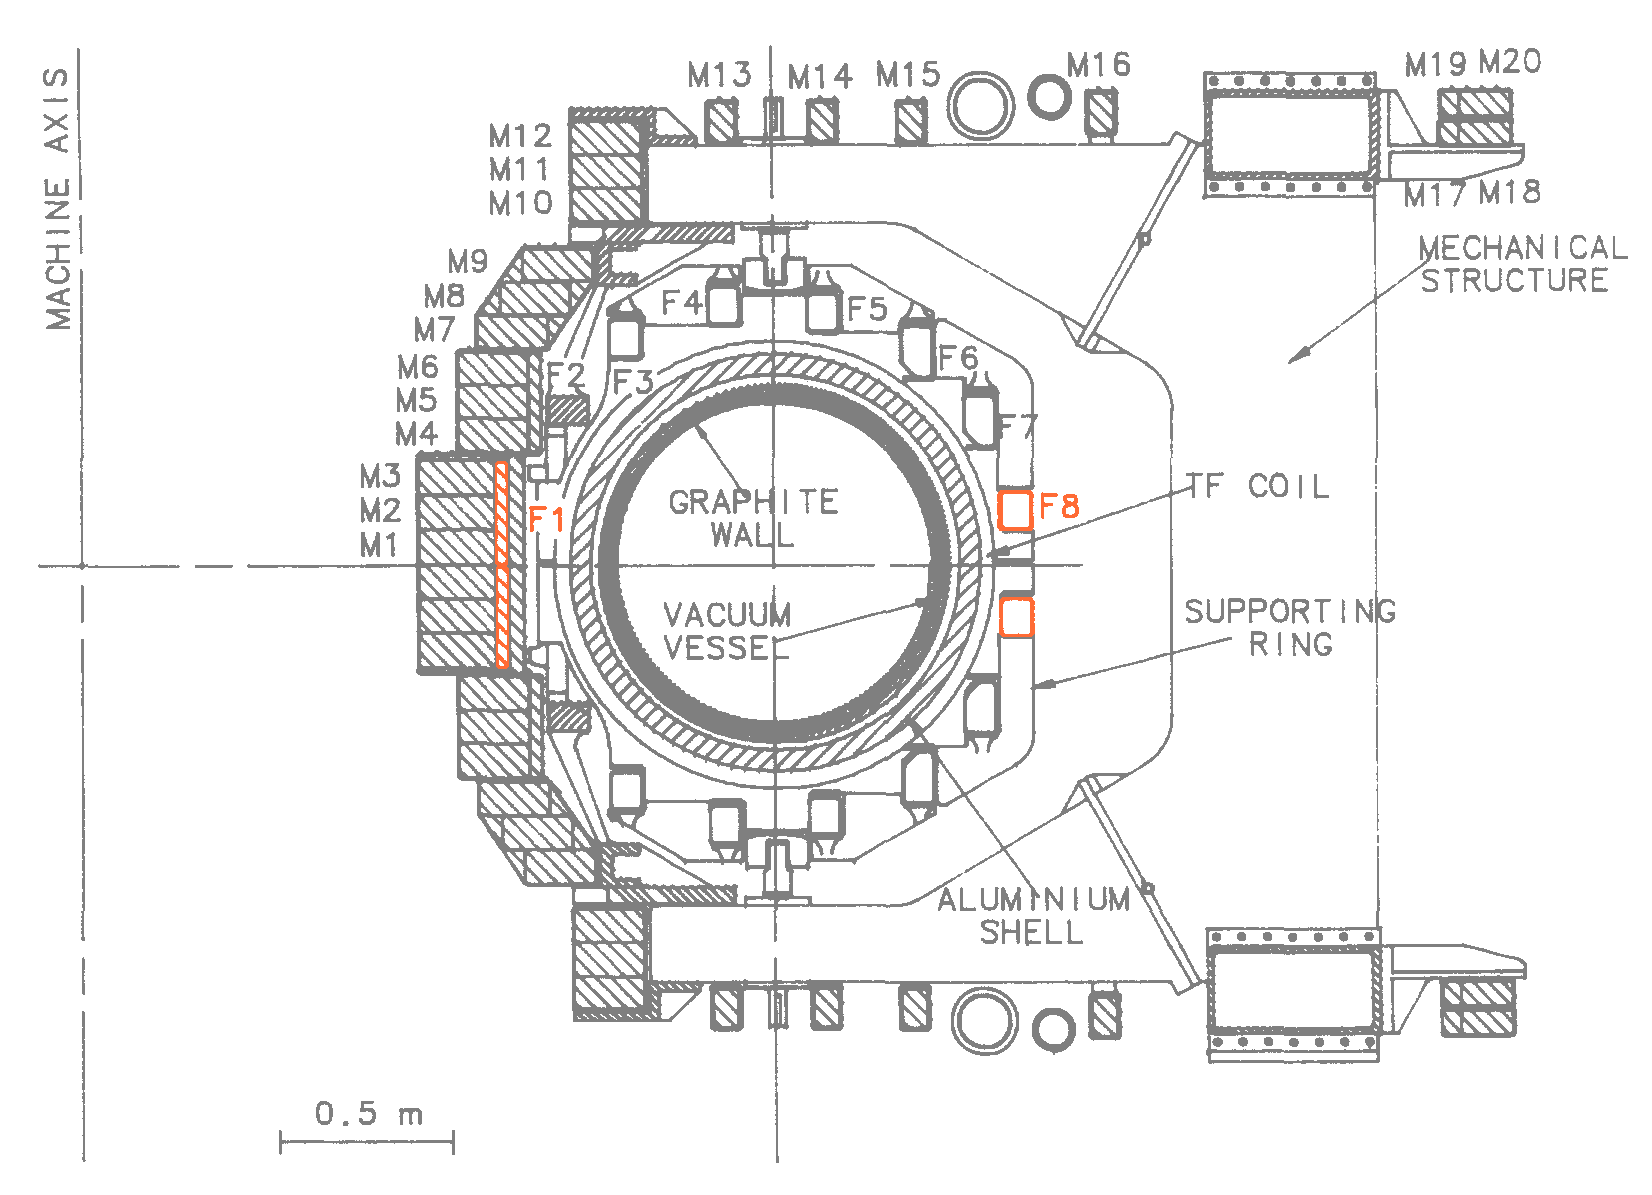 MACHINE AXIS
M13
M14
M15
M16
M19 M20
M12
M11
M10
M17 M18
MECHANICAL
STRUCTURE
M9
M8
M7
M6
M5
M4
M3
M2
M1
F4
F5
F6
F2
F3
F7
F1
F8
GRAPHITE
WALL
TF COIL
VACUUM
VESSEL
SUPPORTING
RING
ALUMINIUM
SHELL
0.5 m